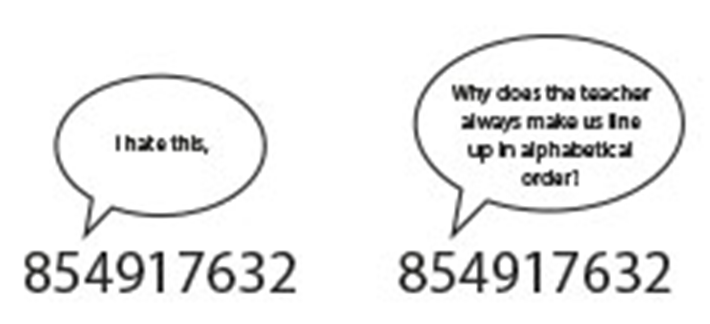 I hate this,
854917632
Why does the teacher
always make us line
up in alphabetical
order?
854917632